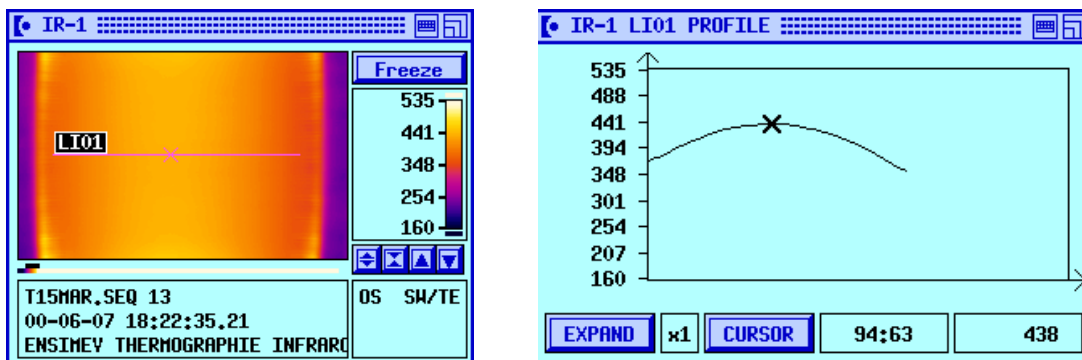 IR-1
Freeze
535
441
348
254
160
LI01
T15MAR.SEQ 13
00-06-07 18:22:35.21
ENSIMEV THERMOGRAPHIE INFRARO
OS SW/TE
IR-1 LI01 PROFILE
535
488
441
394
348
301
254
207
160
EXPAND
x1
CURSOR
94:63
438